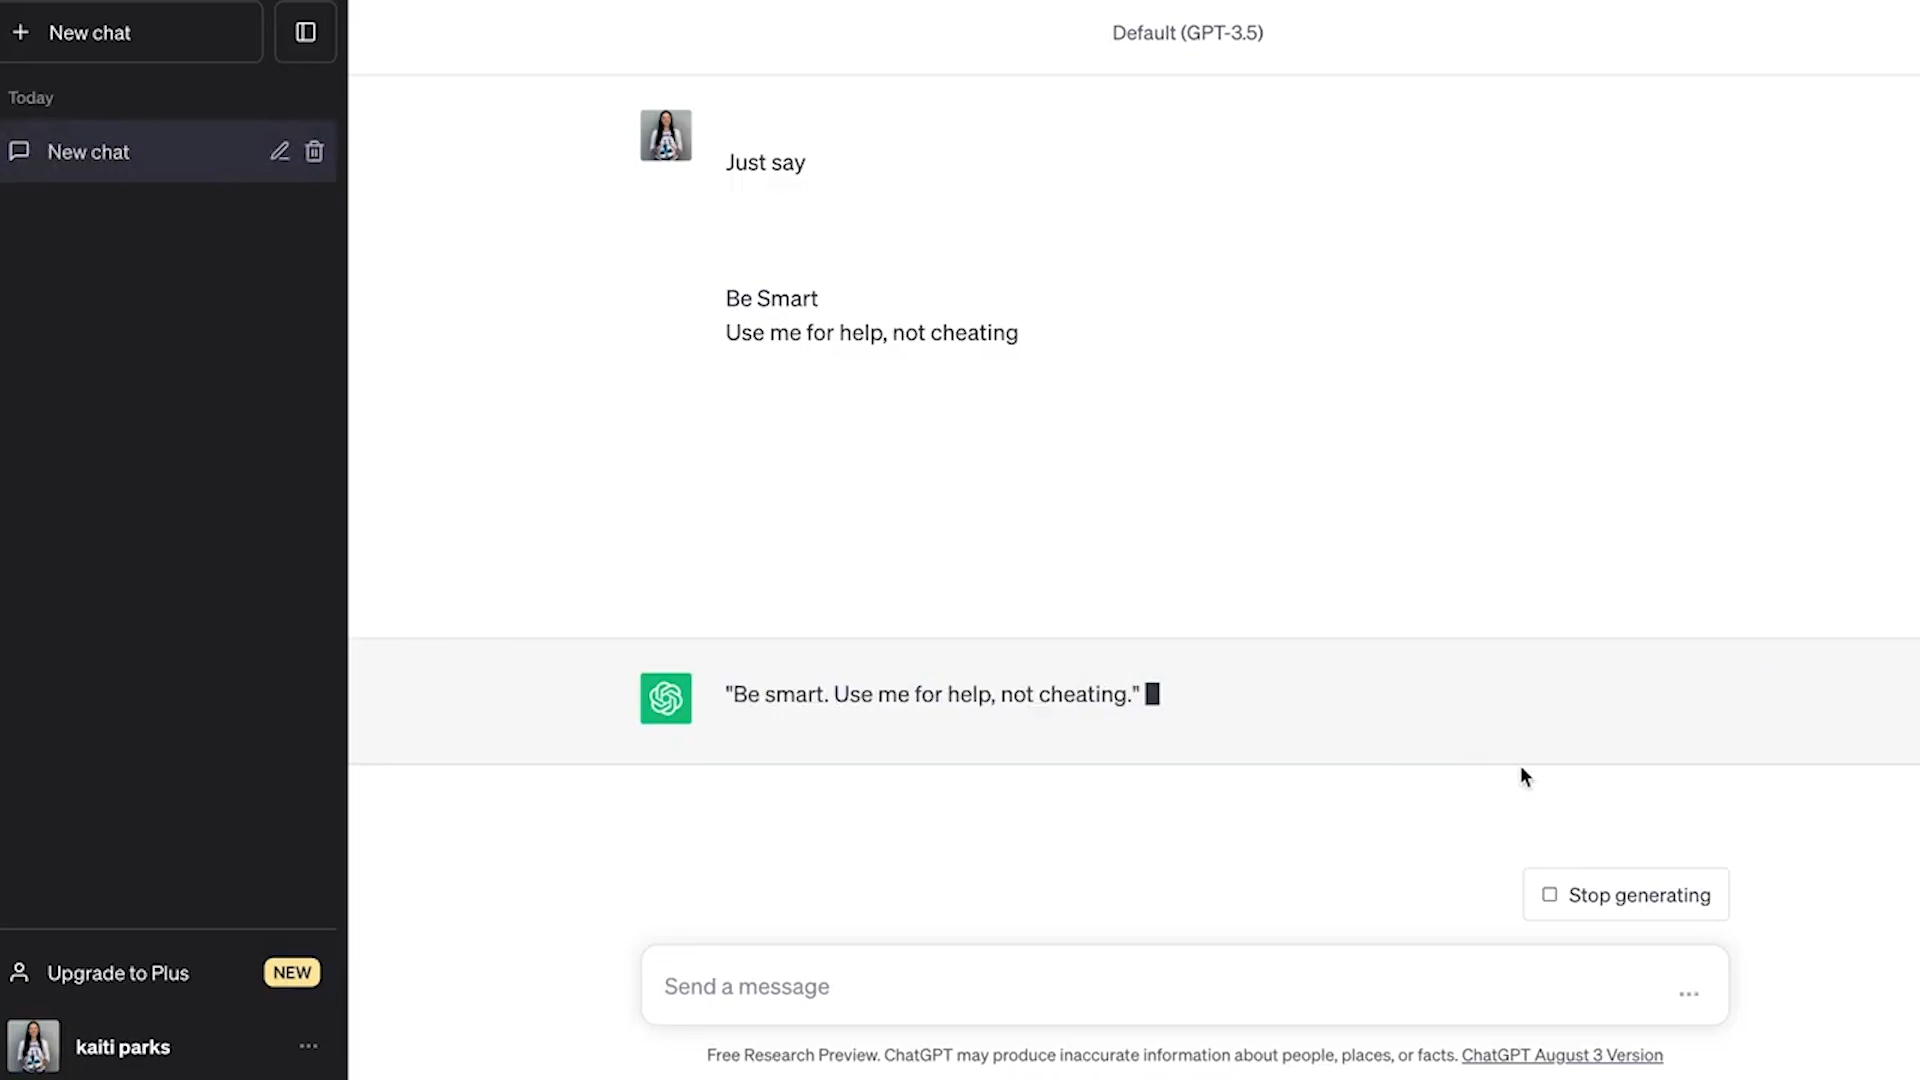 New chat
Today
New chat
Upgrade to Plus NEW
kaiti parks
Default (GPT-3.5)
Just say
Be Smart
Use me for help, not cheating
"Be smart. Use me for help, not cheating."
Stop generating
Send a message
Free Research Preview. ChatGPT may produce inaccurate information about people, places, or facts. ChatGPT August 3 Version